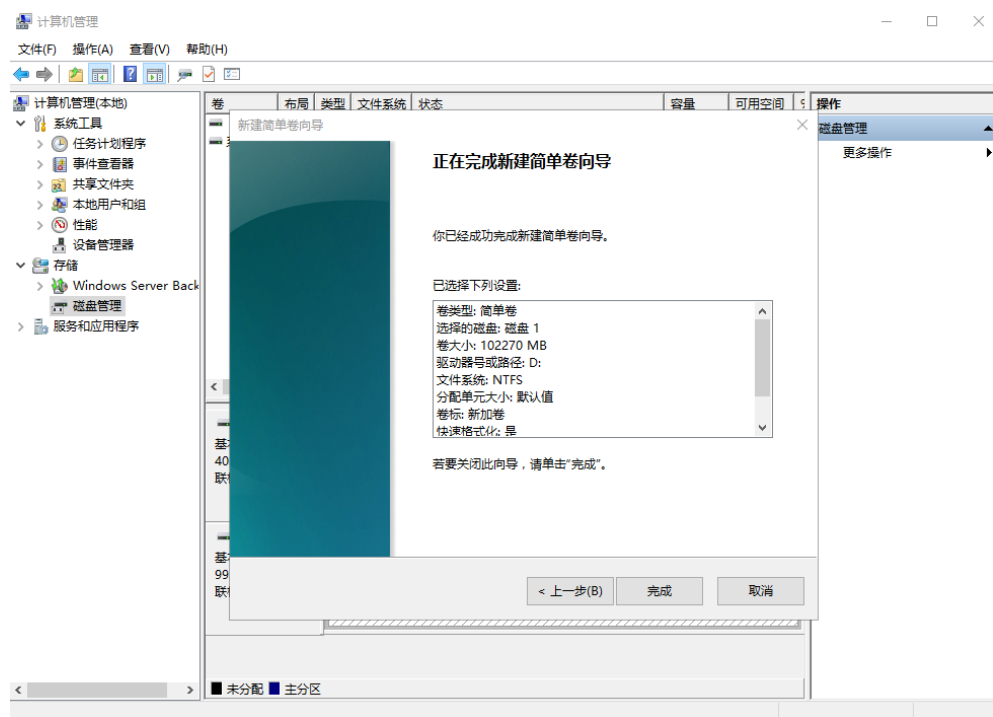 计算机管理
文件(F) 操作(A) 查看(V) 帮助(H)
计算机管理(本地)
系统工具
任务计划程序
事件查看器
共享文件夹
本地用户和组
性能
设备管理器
存储
Windows Server Back
磁盘管理
服务和应用程序
卷 布局 类型 文件系统 状态 容量 可用空间
新建简单卷向导
正在完成新建简单卷向导
你已经成功完成新建简单卷向导。
已选择下列设置:
卷类型: 简单卷
选择的磁盘: 磁盘 1
卷大小: 102270 MB
驱动器号或路径: D:
文件系统: NTFS
分配单元大小: 默认值
卷标: 新加卷
快速格式化: 是
若要关闭此向导，请单击“完成”。
< 上一步(B) 完成 取消
基
40
联
基
99
联
未分配 主分区
操作
磁盘管理
更多操作